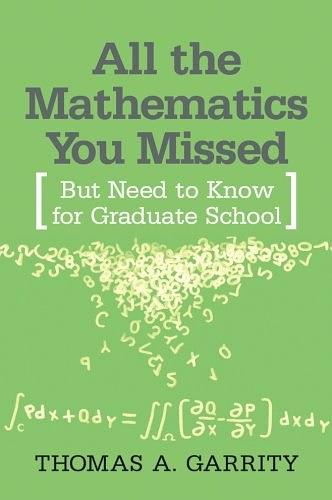 All the
Mathematics
You Missed
[ But Need to Know
for Graduate School ]
∫C Pdx + Qdy = ∬Ω (∂Q/∂x - ∂P/∂y) dxdy
THOMAS A. GARRITY